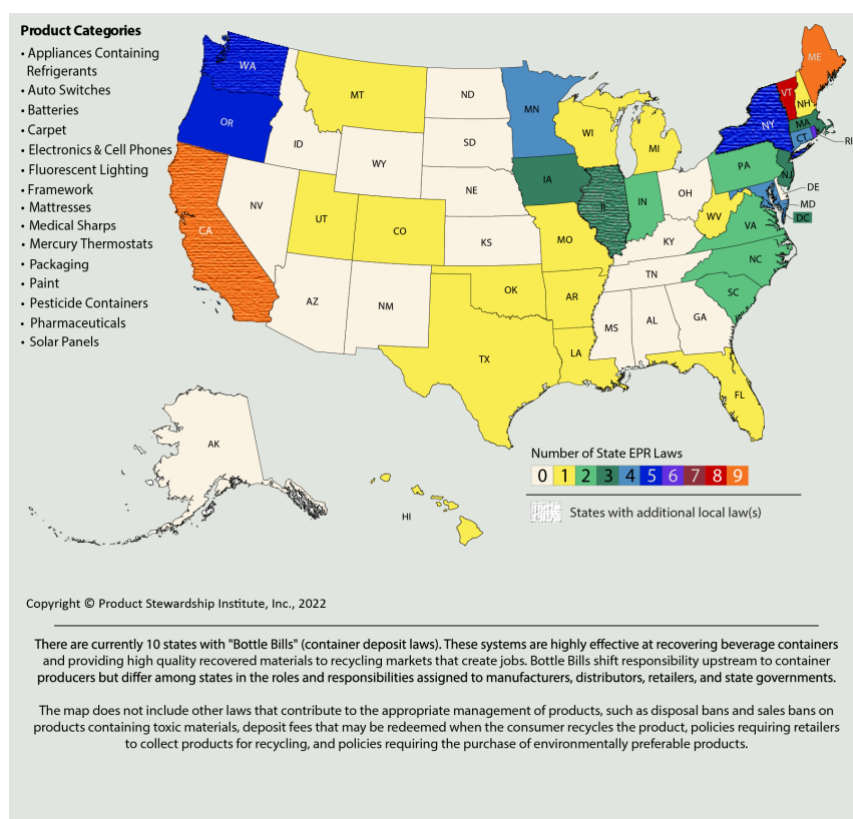 Product Categories
• Appliances Containing
Refrigerants
• Auto Switches
• Batteries
• Carpet
• Electronics & Cell Phones
• Fluorescent Lighting
• Framework
• Mattresses
• Medical Sharps
• Mercury Thermostats
• Packaging
• Paint
• Pesticide Containers
• Pharmaceuticals
• Solar Panels
WA
OR
CA
ID
NV
MT
WY
UT
CO
AZ
NM
ND
SD
NE
KS
OK
TX
MN
IA
MO
AR
LA
WI
IL
MI
IN
OH
KY
TN
MS
AL
GA
FL
SC
NC
VA
WV
PA
NY
VT
NH
ME
MA
CT
RI
NJ
DE
MD
DC
AK
HI
Number of State EPR Laws
0 1 2 3 4 5 6 7 8 9
States with additional local law(s)
Copyright © Product Stewardship Institute, Inc., 2022
There are currently 10 states with "Bottle Bills" (container deposit laws). These systems are highly effective at recovering beverage containers
and providing high quality recovered materials to recycling markets that create jobs. Bottle Bills shift responsibility upstream to container
producers but differ among states in the roles and responsibilities assigned to manufacturers, distributors, retailers, and state governments.
The map does not include other laws that contribute to the appropriate management of products, such as disposal bans and sales bans on
products containing toxic materials, deposit fees that may be redeemed when the consumer recycles the product, policies requiring retailers
to collect products for recycling, and policies requiring the purchase of environmentally preferable products.